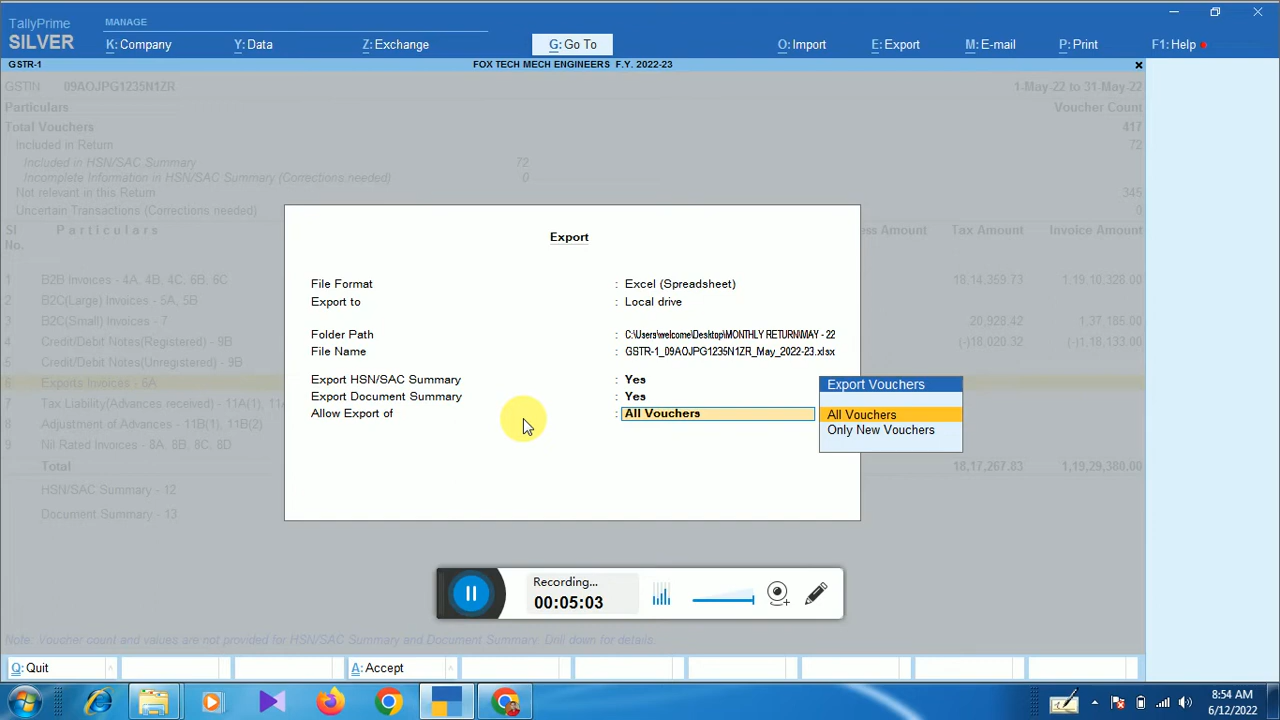 TallyPrime
MANAGE
SILVER
K: Company
Y: Data
Z: Exchange
G: Go To
O: Import
E: Export
M: E-mail
P: Print
F1: Help
GSTR-1
FOX TECH MECH ENGINEERS F.Y. 2022-23
GSTIN 09AOJPG1235N1ZR
1-May-22 to 31-May-22
Particulars
Voucher Count
Total Vouchers
417
Included in Return
72
Included in HSN/SAC Summary
72
Incomplete Information in HSN/SAC Summary (Corrections needed)
0
Not relevant in this Return
345
Uncertain Transactions (Corrections needed)
0
Sl
No.
Particulars
ess Amount
Tax Amount
Invoice Amount
1 B2B Invoices - 4A, 4B, 4C, 6B, 6C
18,14,359.73 1,19,10,328.00
2 B2C(Large) Invoices - 5A, 5B
3 B2C(Small) Invoices - 7
20,928.42 1,37,185.00
4 Credit/Debit Notes(Registered) - 9B
(-)18,020.32 (-)1,18,133.00
5 Credit/Debit Notes(Unregistered) - 9B
6 Exports Invoices - 6A
7 Tax Liability(Advances received) - 11A(1), 11
8 Adjustment of Advances - 11B(1), 11B(2)
9 Nil Rated Invoices - 8A, 8B, 8C, 8D
Total
18,17,267.83 1,19,29,380.00
HSN/SAC Summary - 12
Document Summary - 13
Export
File Format : Excel (Spreadsheet)
Export to : Local drive
Folder Path : C:\Users\welcome\Desktop\MONTHLY RETURN\MAY - 22
File Name : GSTR-1_09AOJPG1235N1ZR_May_2022-23.xlsx
Export HSN/SAC Summary : Yes
Export Document Summary : Yes
Allow Export of : All Vouchers
Export Vouchers
All Vouchers
Only New Vouchers
Recording...
00:05:03
Note: Voucher count and values are not provided for HSN/SAC Summary and Document Summary. Drill down for details.
Q: Quit
A: Accept
8:54 AM
6/12/2022